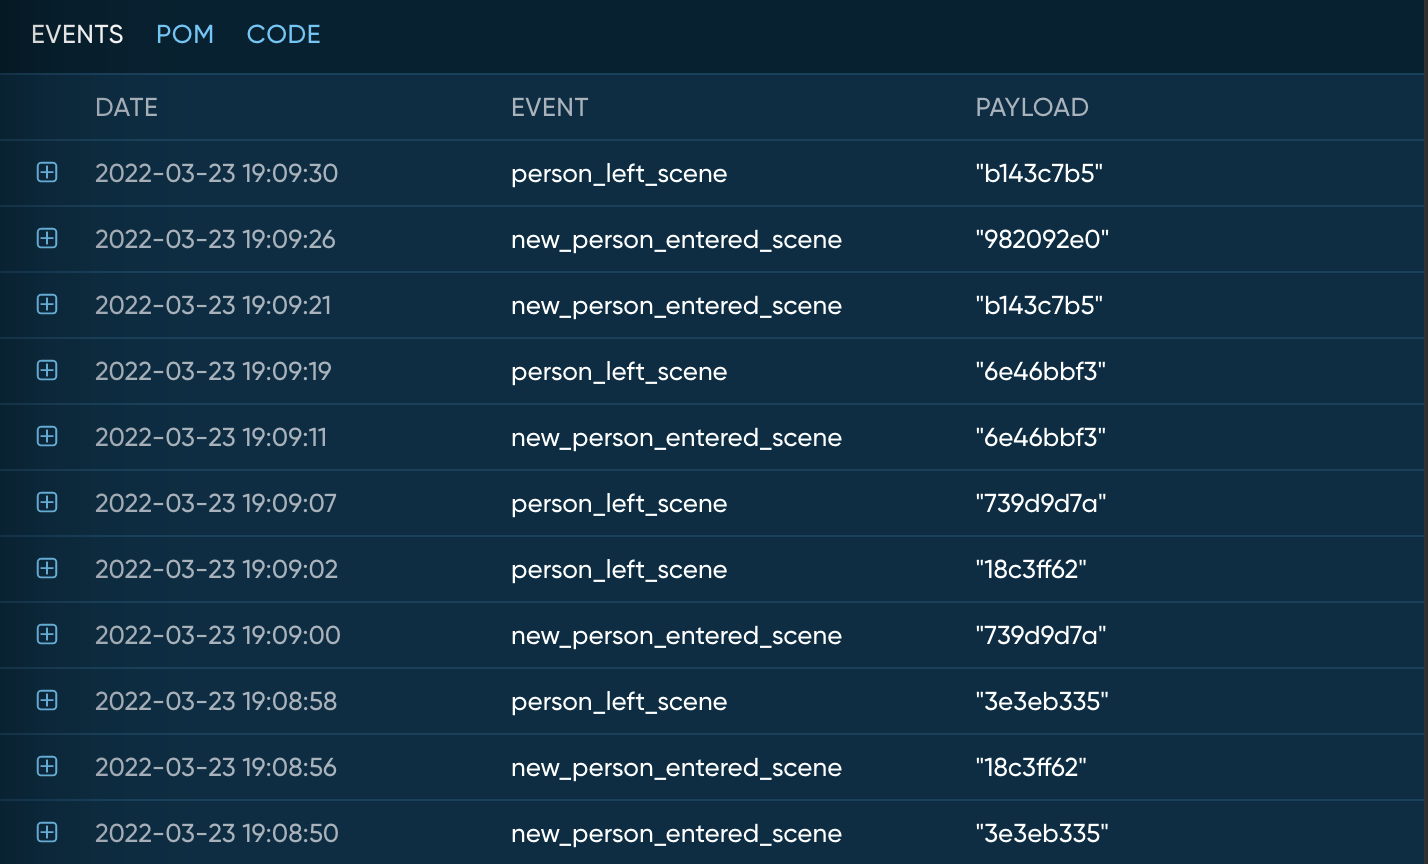 EVENTS POM CODE
DATE EVENT PAYLOAD
2022-03-23 19:09:30 person_left_scene "b143c7b5"
2022-03-23 19:09:26 new_person_entered_scene "982092e0"
2022-03-23 19:09:21 new_person_entered_scene "b143c7b5"
2022-03-23 19:09:19 person_left_scene "6e46bbf3"
2022-03-23 19:09:11 new_person_entered_scene "6e46bbf3"
2022-03-23 19:09:07 person_left_scene "739d9d7a"
2022-03-23 19:09:02 person_left_scene "18c3ff62"
2022-03-23 19:09:00 new_person_entered_scene "739d9d7a"
2022-03-23 19:08:58 person_left_scene "3e3eb335"
2022-03-23 19:08:56 new_person_entered_scene "18c3ff62"
2022-03-23 19:08:50 new_person_entered_scene "3e3eb335"